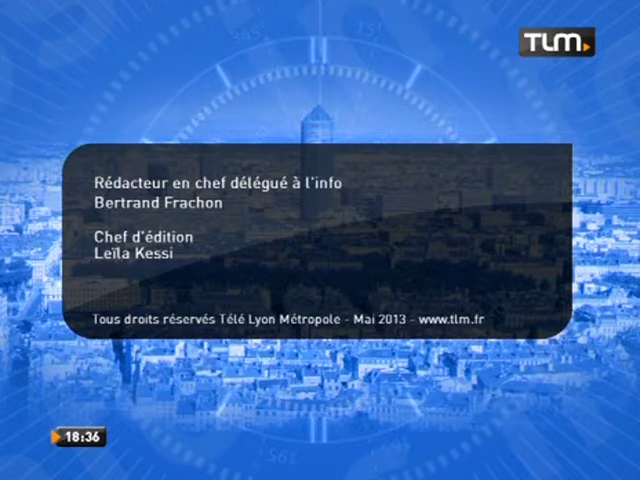 TLM
Rédacteur en chef délégué à l'info
Bertrand Frachon
Chef d'édition
Leïla Kessi
Tous droits réservés Télé Lyon Métropole - Mai 2013 - www.tlm.fr
18:36